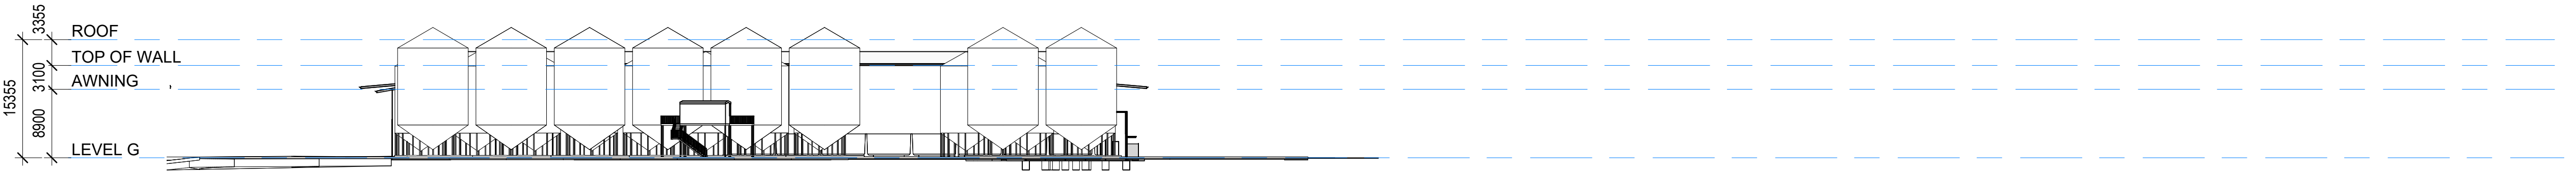 3355
ROOF
TOP OF WALL
3100
AWNING ,
15355
8900
LEVEL G